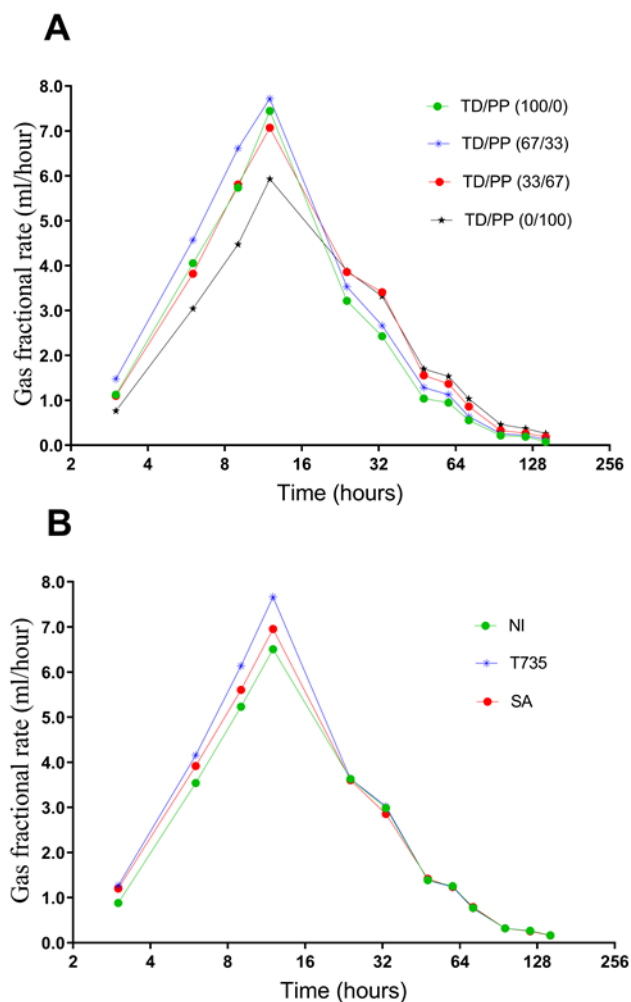 A
Gas fractional rate (ml/hour)
8.0
7.0
6.0
5.0
4.0
3.0
2.0
1.0
0.0
TD/PP (100/0)
TD/PP (67/33)
TD/PP (33/67)
TD/PP (0/100)
2 4 8 16 32 64 128 256
Time (hours)
B
Gas fractional rate (ml/hour)
8.0
7.0
6.0
5.0
4.0
3.0
2.0
1.0
0.0
NI
T735
SA
2 4 8 16 32 64 128 256
Time (hours)